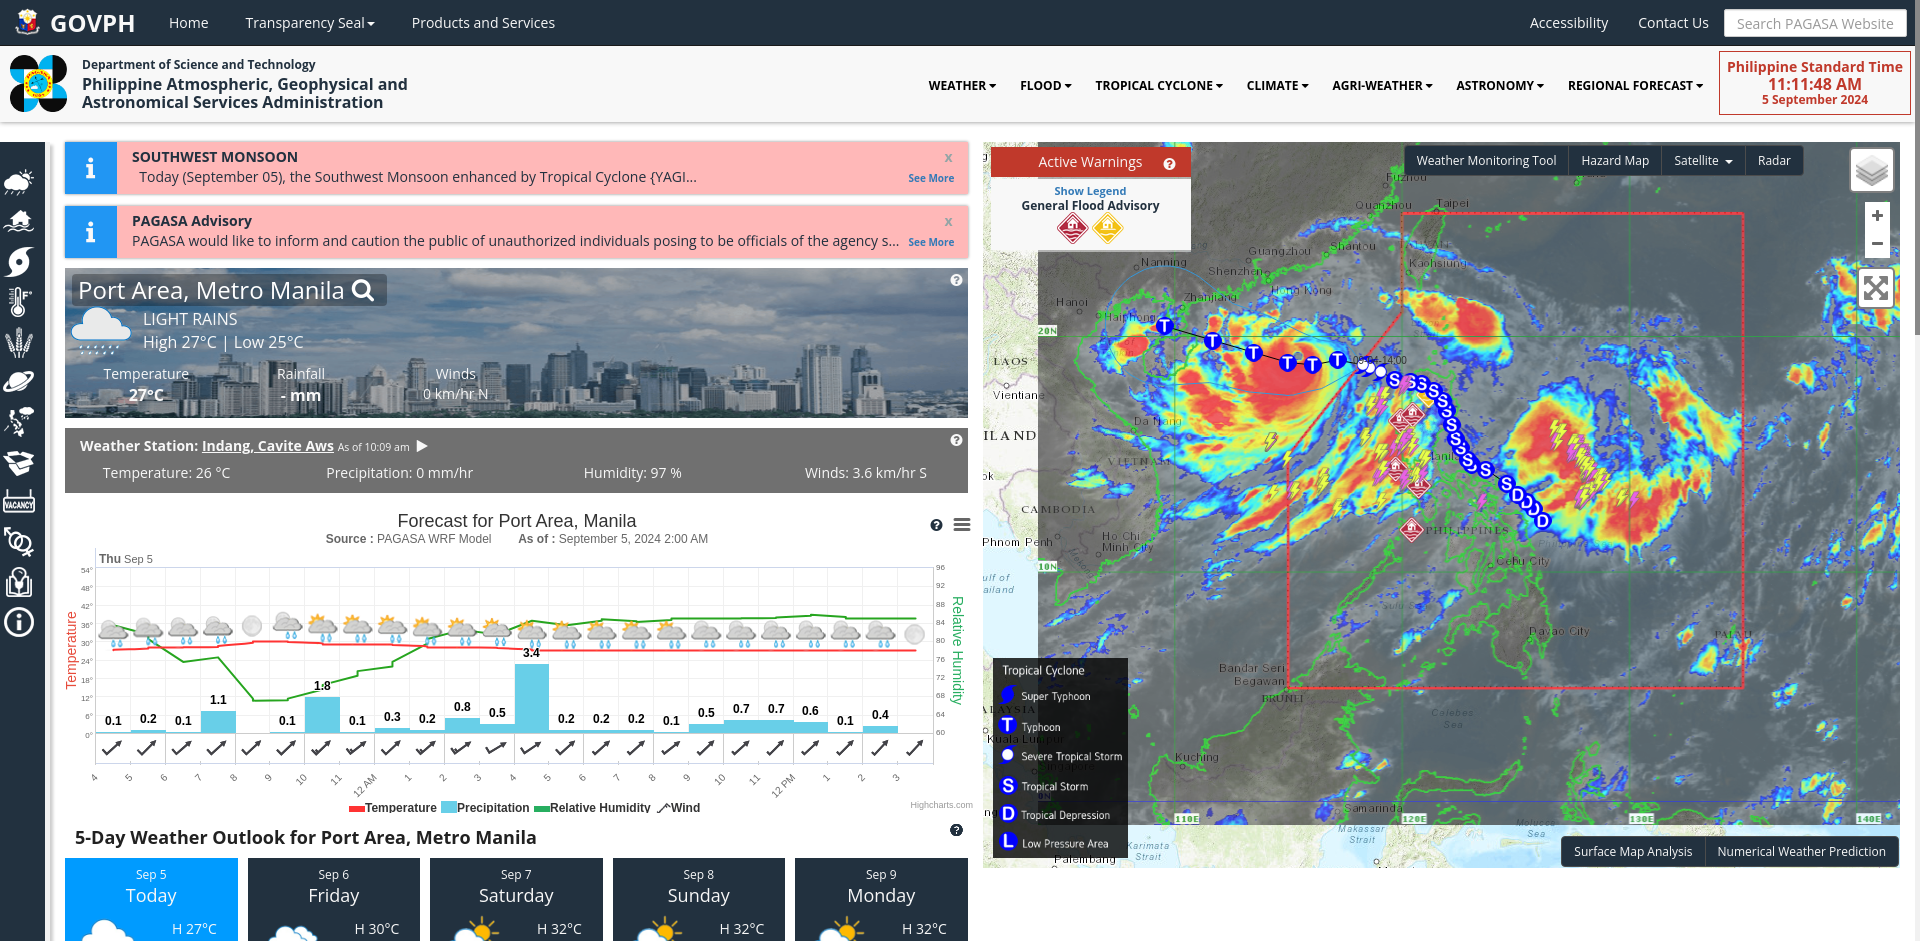 GOVPH
Home
Transparency Seal
Products and Services
Accessibility
Contact Us
Search PAGASA Website
Department of Science and Technology
Philippine Atmospheric, Geophysical and
Astronomical Services Administration
WEATHER
FLOOD
TROPICAL CYCLONE
CLIMATE
AGRI-WEATHER
ASTRONOMY
REGIONAL FORECAST
Philippine Standard Time
11:11:48 AM
5 September 2024
SOUTHWEST MONSOON
x
Today (September 05), the Southwest Monsoon enhanced by Tropical Cyclone {YAGI...
See More
PAGASA Advisory
x
PAGASA would like to inform and caution the public of unauthorized individuals posing to be officials of the agency s...
See More
Port Area, Metro Manila
LIGHT RAINS
High 27°C | Low 25°C
Temperature
Rainfall
Winds
27°C
- mm
0 km/hr N
Weather Station: Indang, Cavite Aws As of 10:09 am
Temperature: 26 °C
Precipitation: 0 mm/hr
Humidity: 97 %
Winds: 3.6 km/hr S
VACANCY
Forecast for Port Area, Manila
Source : PAGASA WRF Model
As of : September 5, 2024 2:00 AM
Thu Sep 5
54°
48°
42°
36°
30°
24°
18°
12°
6°
0°
Temperature
96
92
88
84
80
76
72
68
64
60
Relative Humidity
0.1
0.2
0.1
1.1
0.1
1.8
0.1
0.3
0.2
0.8
0.5
3.4
0.2
0.2
0.2
0.1
0.5
0.7
0.7
0.6
0.1
0.4
4
5
6
7
8
9
10
11
12 AM
1
2
3
4
5
6
7
8
9
10
11
12 PM
1
2
3
Temperature
Precipitation
Relative Humidity
Wind
Highcharts.com
5-Day Weather Outlook for Port Area, Metro Manila
Sep 5
Today
H 27°C
Sep 6
Friday
H 30°C
Sep 7
Saturday
H 32°C
Sep 8
Sunday
H 32°C
Sep 9
Monday
H 32°C
Active Warnings
Show Legend
General Flood Advisory
Weather Monitoring Tool
Hazard Map
Satellite
Radar
+
−
Fuzhou
Quanzhou
Taipei
Guangzhou
Shantou
Nanning
Shenzhen
Kaohsiung
Zhanjiang
Hong Kong
Hanoi
Haiphong
20N
LAOS
Vientiane
Da Nang
VIETNAM
CAMBODIA
Phnom Penh
Ho Chi
Minh City
PHILIPPINES
Cebu City
10N
Davao City
PALAU
Bandar Seri
Begawan
BRUNEI
Celebes
Sea
Kuala Lumpur
Kuching
Samarinda
110E
120E
130E
140E
Makassar
Strait
Molucca
Sea
Karimata
Strait
Palembang
Tropical Cyclone
Super Typhoon
T Typhoon
Severe Tropical Storm
S Tropical Storm
D Tropical Depression
L Low Pressure Area
Surface Map Analysis
Numerical Weather Prediction